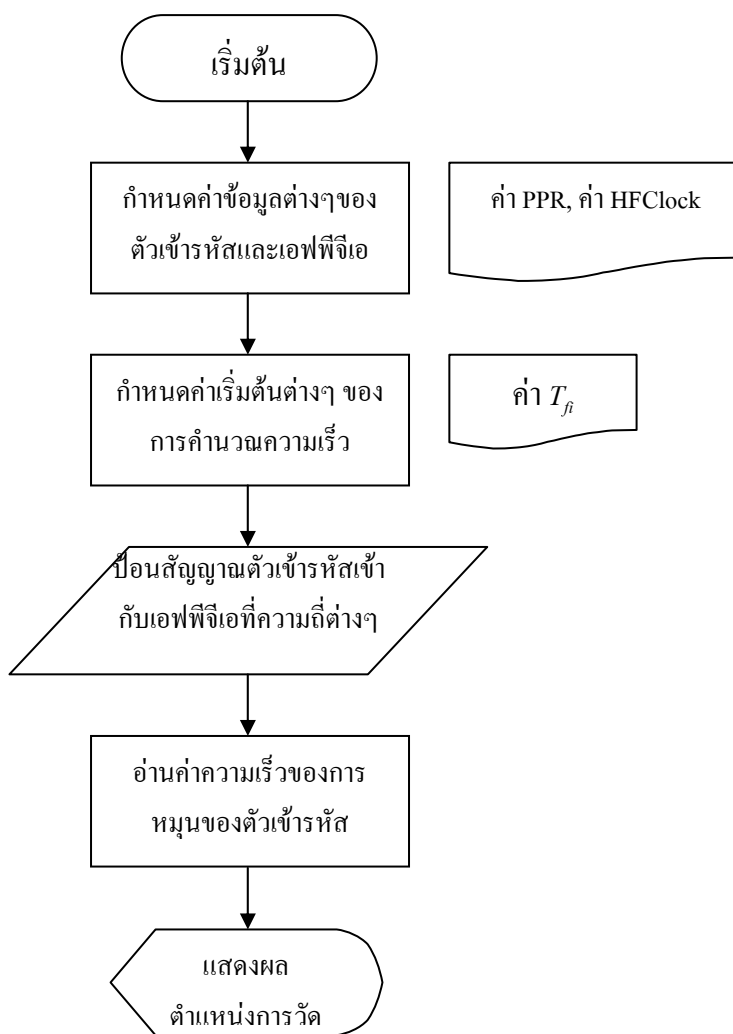 เริ่มต้น
กำหนดค่าข้อมูลต่างๆของ
ตัวเข้ารหัสและเอฟพีจีเอ
ค่า PPR, ค่า HFClock
กำหนดค่าเริ่มต้นต่างๆ ของ
การคำนวณความเร็ว
ค่า T_fi
ป้อนสัญญาณตัวเข้ารหัสเข้า
กับเอฟพีจีเอที่ความถี่ต่างๆ
อ่านค่าความเร็วของการ
หมุนของตัวเข้ารหัส
แสดงผล
ตำแหน่งการวัด